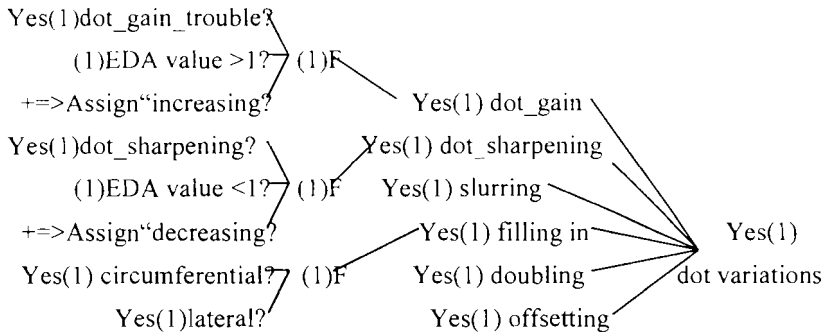 Yes(1)dot_gain_trouble?
(1)EDA value >1? (1)F
+=>Assign“increasing? Yes(1) dot_gain
Yes(1)dot_sharpening? Yes(1) dot_sharpening
(1)EDA value <1? (1)F Yes(1) slurring
+=>Assign“decreasing? Yes(1) filling in Yes(1)
Yes(1) circumferential? (1)F Yes(1) doubling dot variations
Yes(1)lateral? Yes(1) offsetting